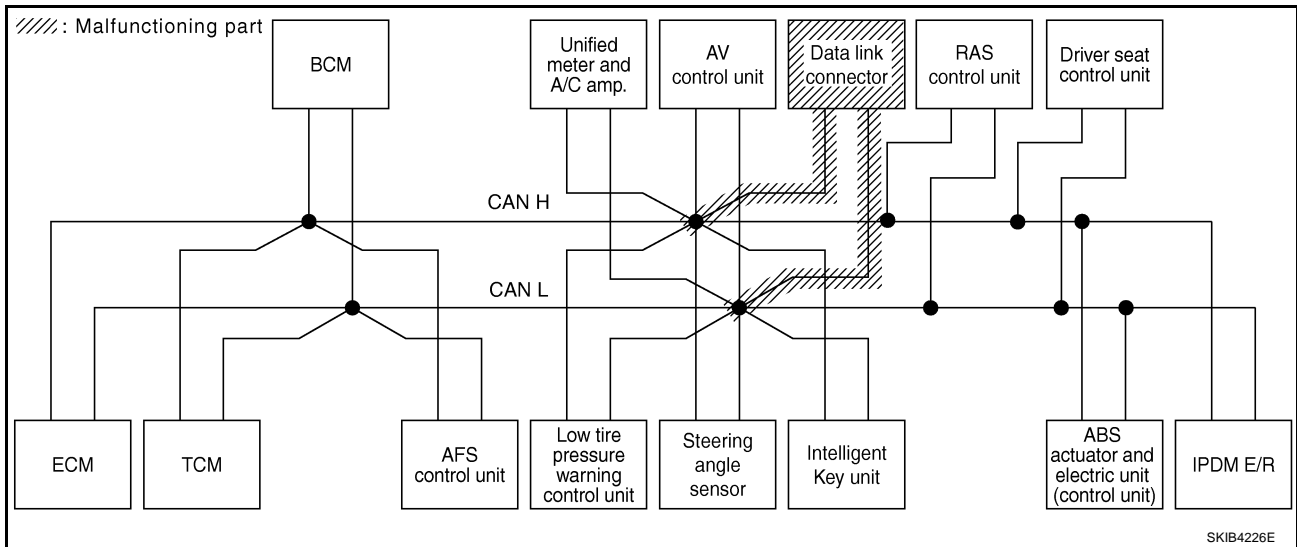 : Malfunctioning part
BCM
Unified
meter and
A/C amp.
AV
control unit
Data link
connector
RAS
control unit
Driver seat
control unit
CAN H
CAN L
ECM
TCM
AFS
control unit
Low tire
pressure
warning
control unit
Steering
angle
sensor
Intelligent
Key unit
ABS
actuator and
electric unit
(control unit)
IPDM E/R
SKIB4226E